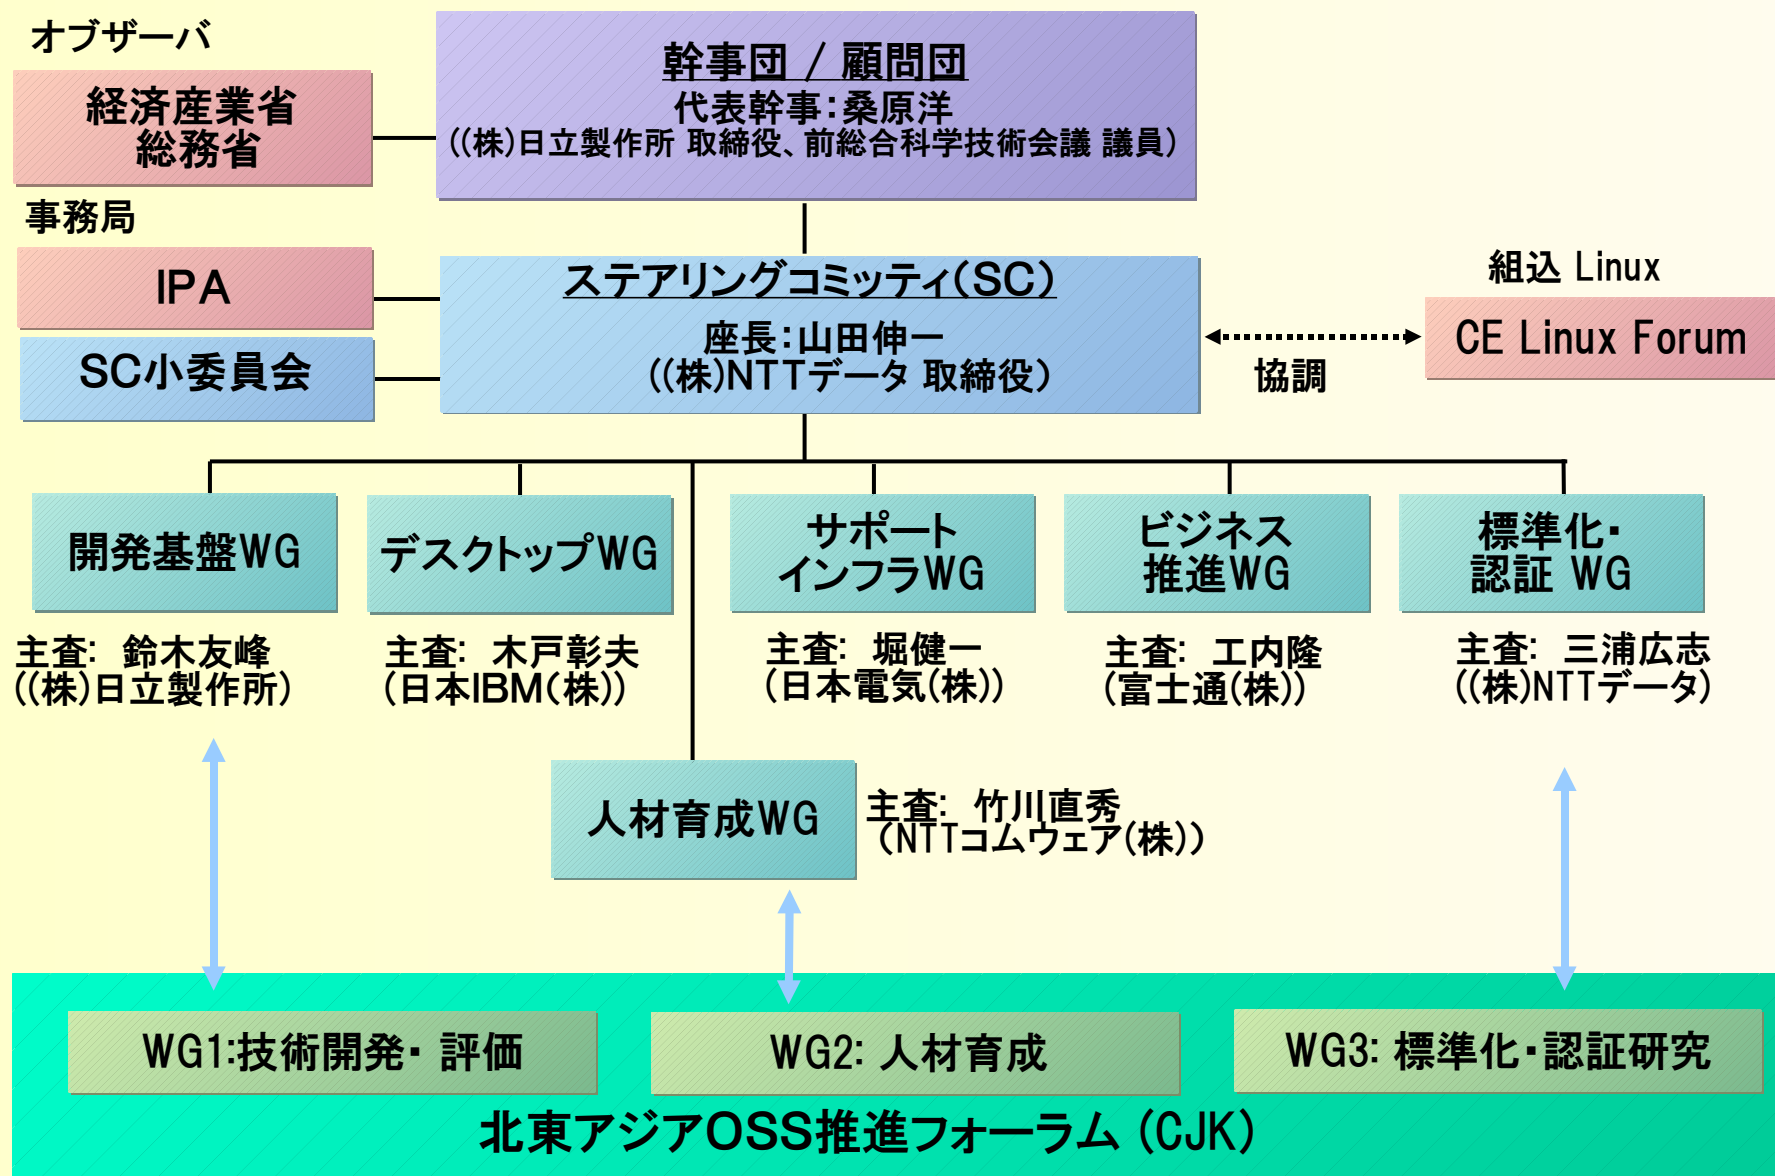 オブザーバ
経済産業省
総務省
幹事団 / 顧問団
代表幹事：桑原洋
((株)日立製作所 取締役、前総合科学技術会議 議員)
事務局
IPA
SC小委員会
ステアリングコミッティ(SC)
座長：山田伸一
((株)NTTデータ 取締役)
協調
組込 Linux
CE Linux Forum
開発基盤WG
主査: 鈴木友峰
((株)日立製作所)
デスクトップWG
主査: 木戸彰夫
(日本IBM(株))
サポート
インフラWG
主査: 堀健一
(日本電気(株))
ビジネス
推進WG
主査: 工内隆
(富士通(株))
標準化・
認証 WG
主査: 三浦広志
((株)NTTデータ)
人材育成WG
主査: 竹川直秀
(NTTコムウェア(株))
WG1:技術開発・ 評価
WG2: 人材育成
WG3: 標準化・認証研究
北東アジアOSS推進フォーラム (CJK)